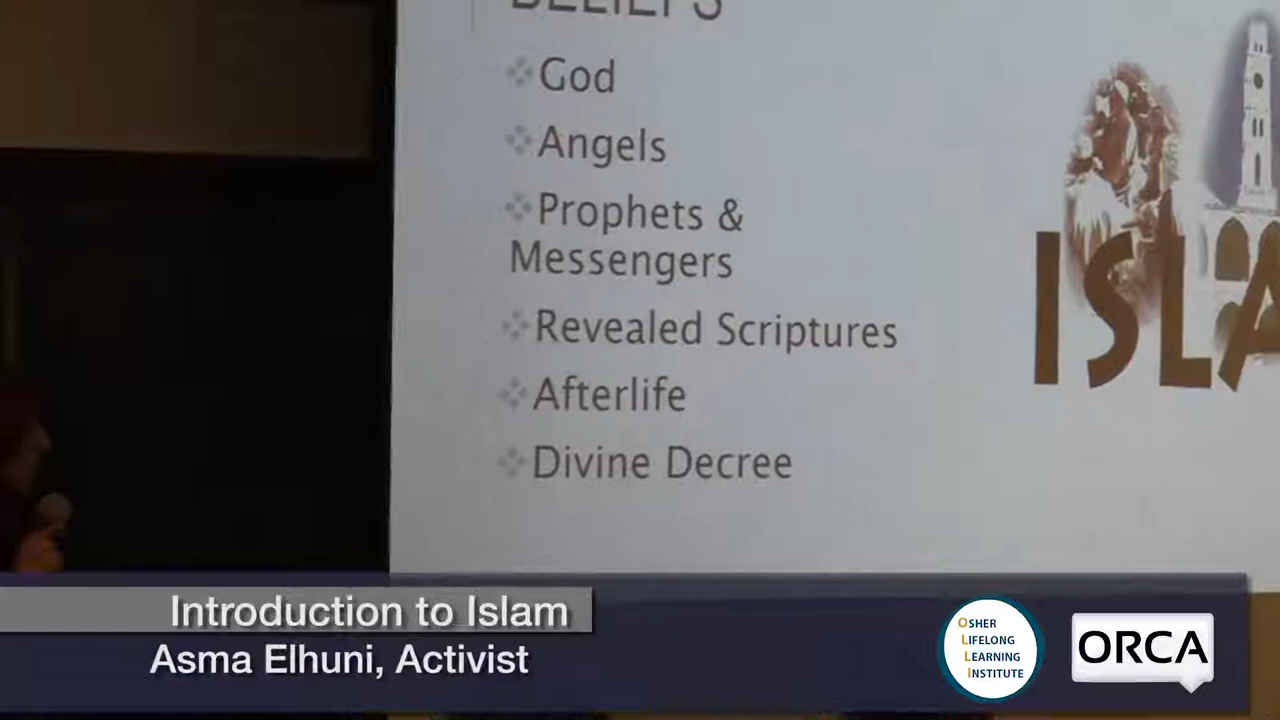 BELIEFS
God
Angels
Prophets &
Messengers
Revealed Scriptures
Afterlife
Divine Decree
ISLA
Introduction to Islam
Asma Elhuni, Activist
OSHER
LIFELONG
LEARNING
INSTITUTE
ORCA